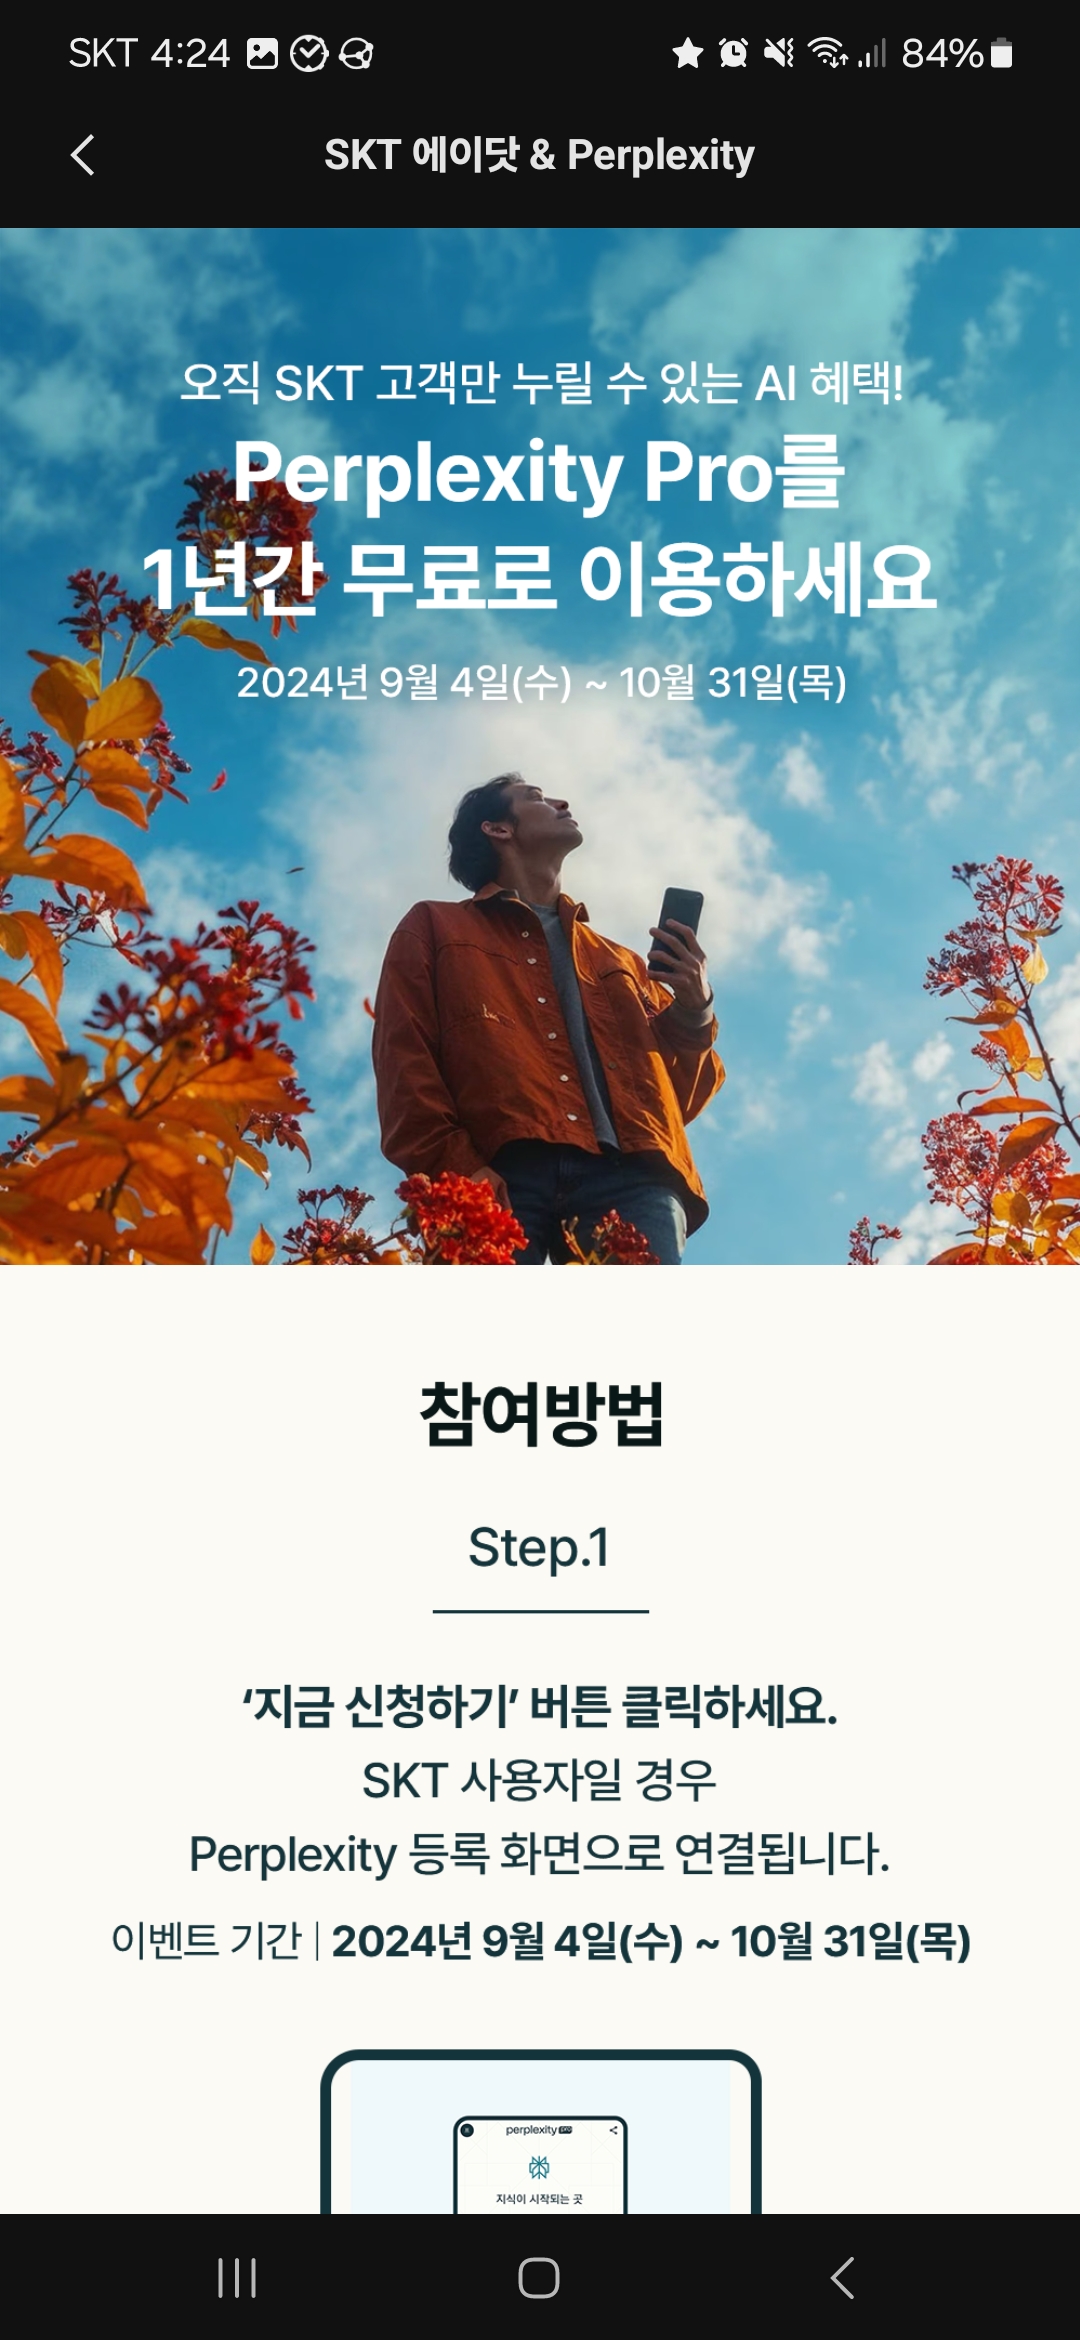 SKT 4:24 84%
SKT 에이닷 & Perplexity
오직 SKT 고객만 누릴 수 있는 AI 혜택!
Perplexity Pro를
1년간 무료로 이용하세요
2024년 9월 4일(수) ~ 10월 31일(목)
참여방법
Step.1
‘지금 신청하기’ 버튼 클릭하세요.
SKT 사용자일 경우
Perplexity 등록 화면으로 연결됩니다.
이벤트 기간 | 2024년 9월 4일(수) ~ 10월 31일(목)
perplexity pro
지식이 시작되는 곳